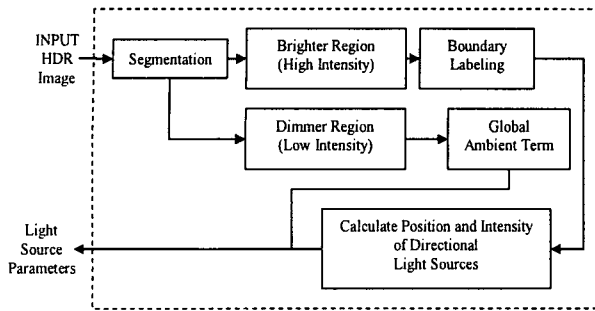 INPUT
HDR
Image
Segmentation
Brighter Region
(High Intensity)
Boundary
Labeling
Dimmer Region
(Low Intensity)
Global
Ambient Term
Light
Source
Parameters
Calculate Position and Intensity
of Directional
Light Sources